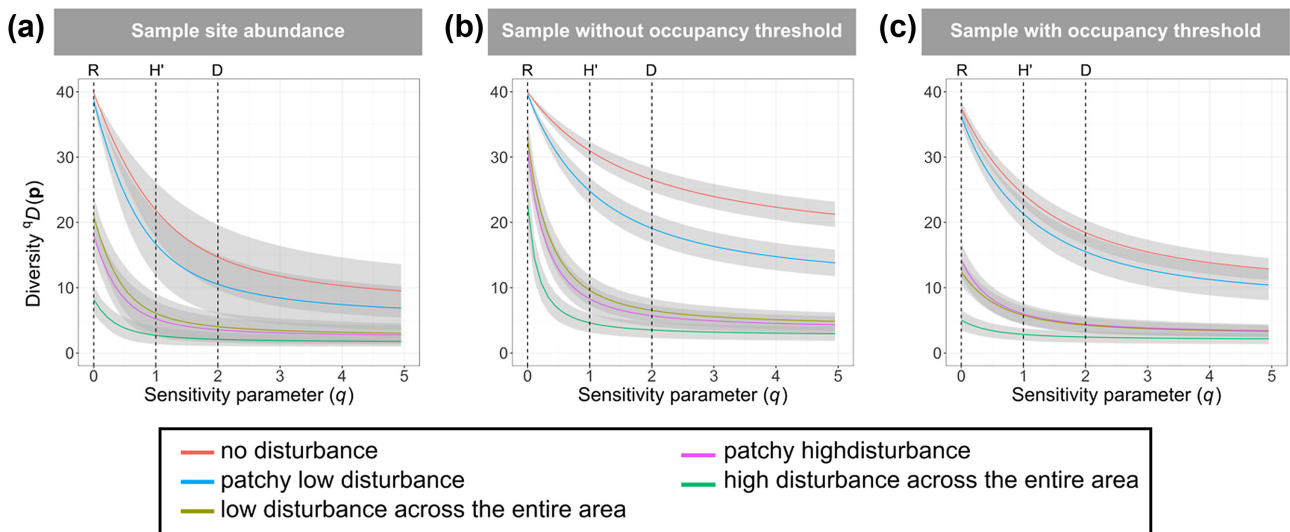 (a) Sample site abundance
(b) Sample without occupancy threshold
(c) Sample with occupancy threshold
R H' D
R H' D
R H' D
Diversity ᵠD(p)
40
30
20
10
0
40
30
20
10
0
40
30
20
10
0
0 1 2 3 4 5
0 1 2 3 4 5
0 1 2 3 4 5
Sensitivity parameter (q)
Sensitivity parameter (q)
Sensitivity parameter (q)
no disturbance
patchy low disturbance
low disturbance across the entire area
patchy highdisturbance
high disturbance across the entire area